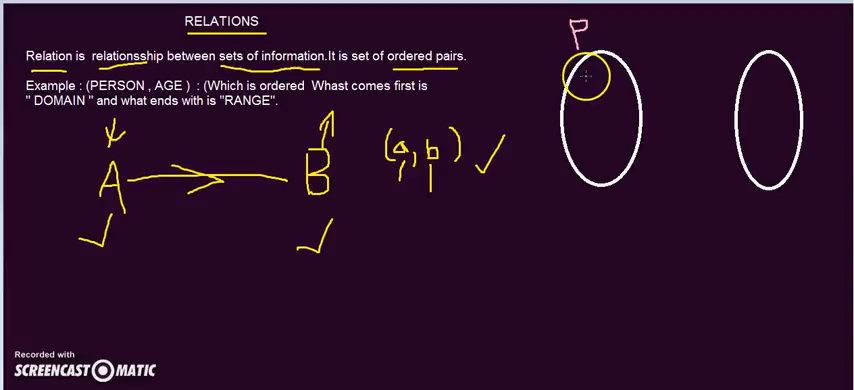 RELATIONS
Relation is relationsship between sets of information.It is set of ordered pairs.
Example : (PERSON , AGE ) : (Which is ordered Whast comes first is
" DOMAIN " and what ends with is "RANGE".
P
A B (a, b)
Recorded with
SCREENCAST O MATIC